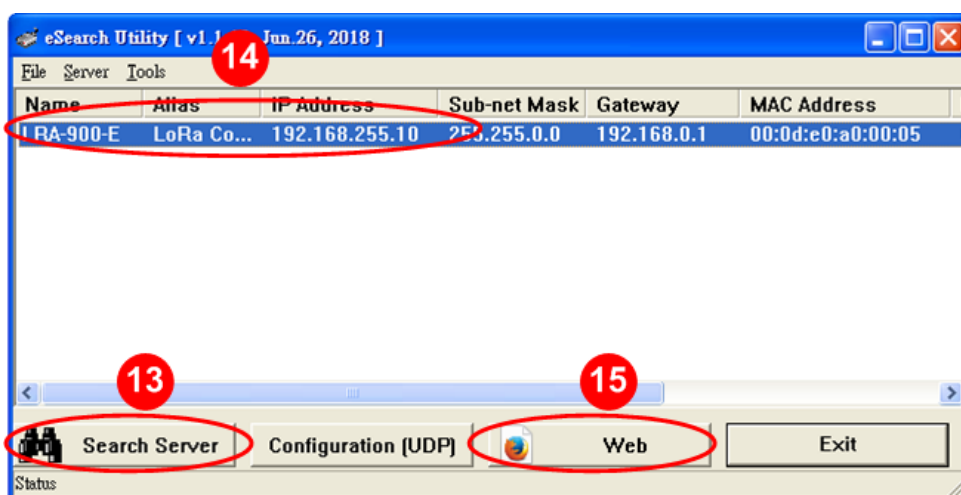 eSearch Utility [ v1.1 Jun.26, 2018 ]
14
File Server Tools
Name Alias IP Address Sub-net Mask Gateway MAC Address
LRA-900-E LoRa Co... 192.168.255.10 255.255.0.0 192.168.0.1 00:0d:e0:a0:00:05
13 15
Search Server Configuration (UDP) Web Exit
Status